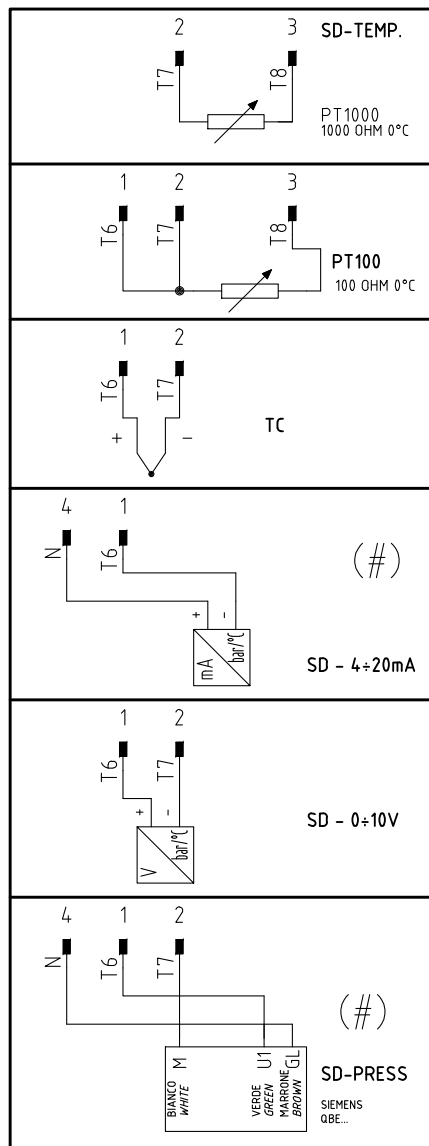 2 3 SD-TEMP.
T7 T8
PT1000
1000 OHM 0°C
1 2 3
T6 T7 T8
PT100
100 OHM 0°C
1 2
T6 T7
+ -
TC
4 1
N T6
(#)
+ -
mA bar/°C
SD - 4÷20mA
1 2
T6 T7
+ -
V bar/°C
SD - 0÷10V
4 1 2
N T6 T7
(#)
M U1 GL
BIANCO VERDE MARRONE
WHITE GREEN BROWN
SD-PRESS
SIEMENS
QBE...